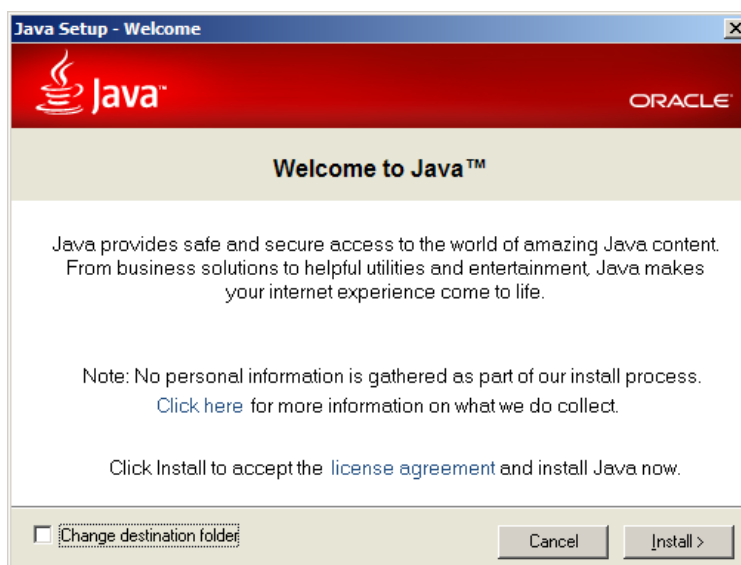 Java Setup - Welcome
Java™
ORACLE
Welcome to Java™
Java provides safe and secure access to the world of amazing Java content.
From business solutions to helpful utilities and entertainment, Java makes
your internet experience come to life.
Note: No personal information is gathered as part of our install process.
Click here for more information on what we do collect.
Click Install to accept the license agreement and install Java now.
Change destination folder
Cancel
Install >